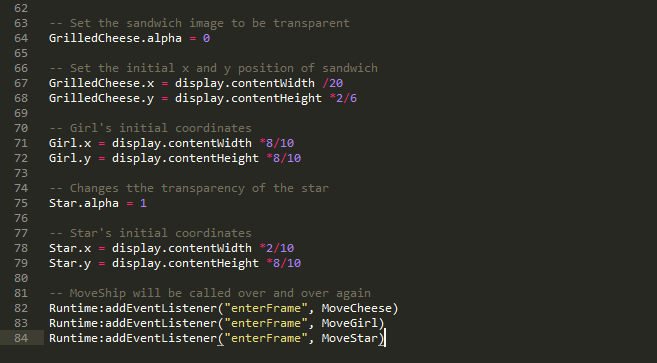 62
63 -- Set the sandwich image to be transparent
64 GrilledCheese.alpha = 0
65
66 -- Set the initial x and y position of sandwich
67 GrilledCheese.x = display.contentWidth /20
68 GrilledCheese.y = display.contentHeight *2/6
69
70 -- Girl's initial coordinates
71 Girl.x = display.contentWidth *8/10
72 Girl.y = display.contentHeight *8/10
73
74 -- Changes tthe transparency of the star
75 Star.alpha = 1
76
77 -- Star's initial coordinates
78 Star.x = display.contentWidth *2/10
79 Star.y = display.contentHeight *8/10
80
81 -- MoveShip will be called over and over again
82 Runtime:addEventListener("enterFrame", MoveCheese)
83 Runtime:addEventListener("enterFrame", MoveGirl)
84 Runtime:addEventListener("enterFrame", MoveStar)